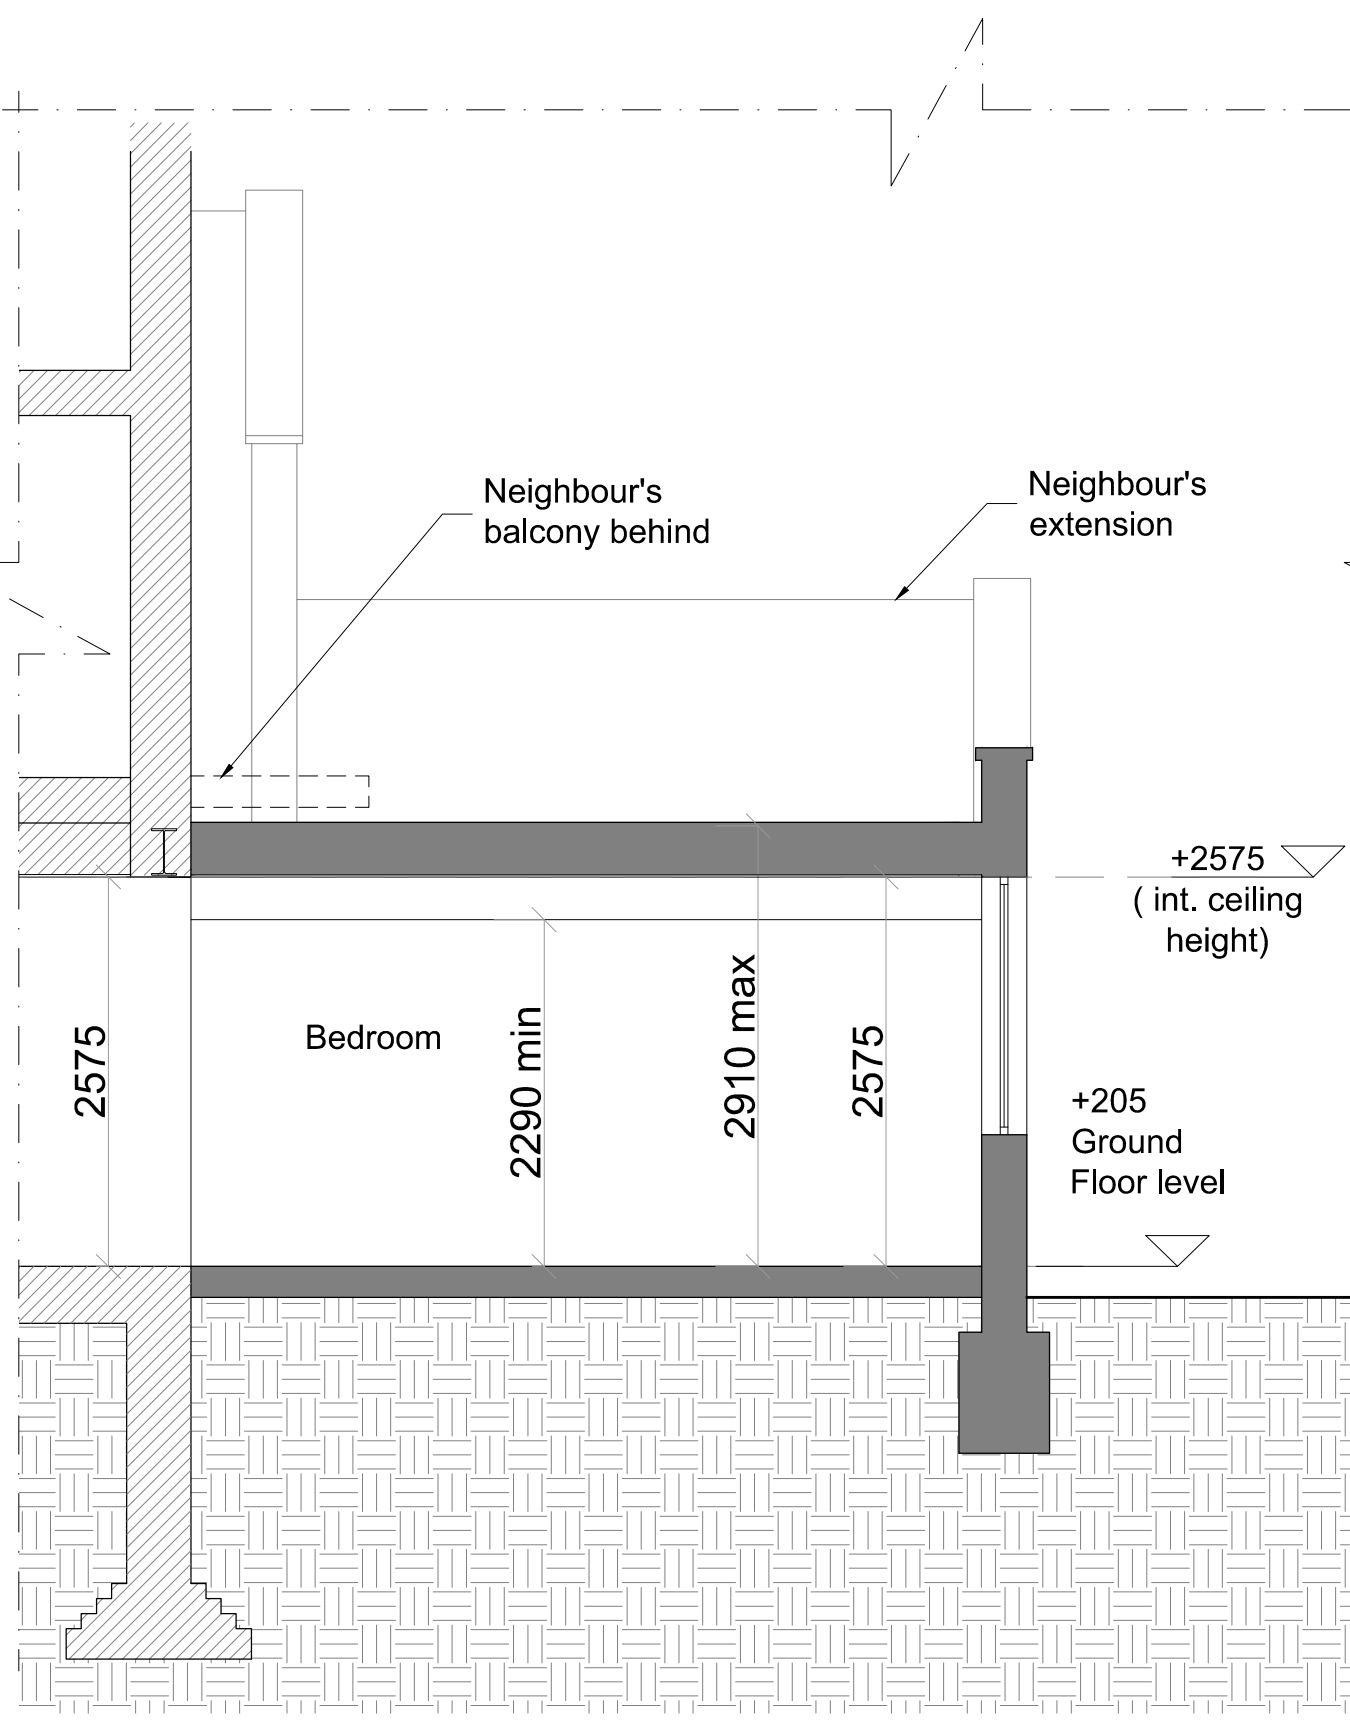 Neighbour's
balcony behind
Neighbour's
extension
+2575
( int. ceiling
height)
Bedroom
2575
2290 min
2910 max
2575
+205
Ground
Floor level